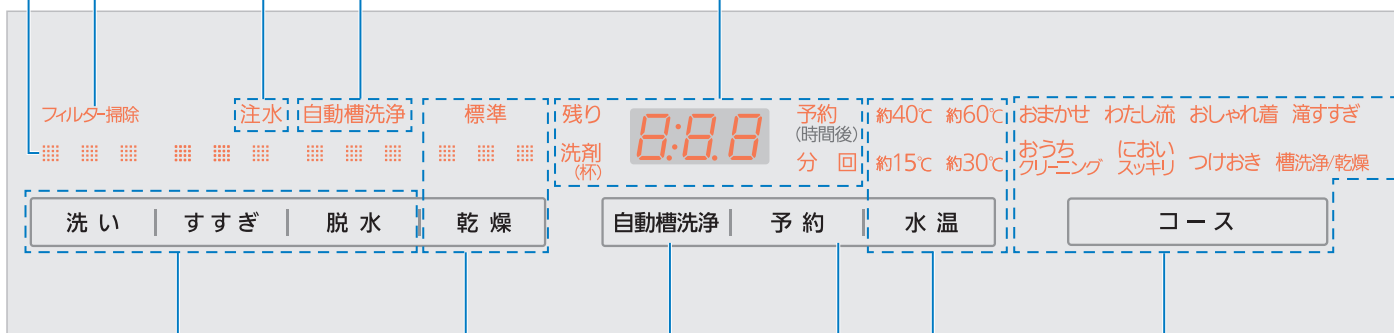 フィルター掃除 注水 自動槽洗浄 標準 残り 8:8.8 予約 約40℃ 約60℃ おまかせ わたし流 おしゃれ着 滝すすぎ
(時間後)
洗剤 分 回 約15℃ 約30℃ おうち におい つけおき 槽洗浄/乾燥
(杯) クリーニング スッキリ
洗い すすぎ 脱水 乾燥 自動槽洗浄 予約 水温 コース